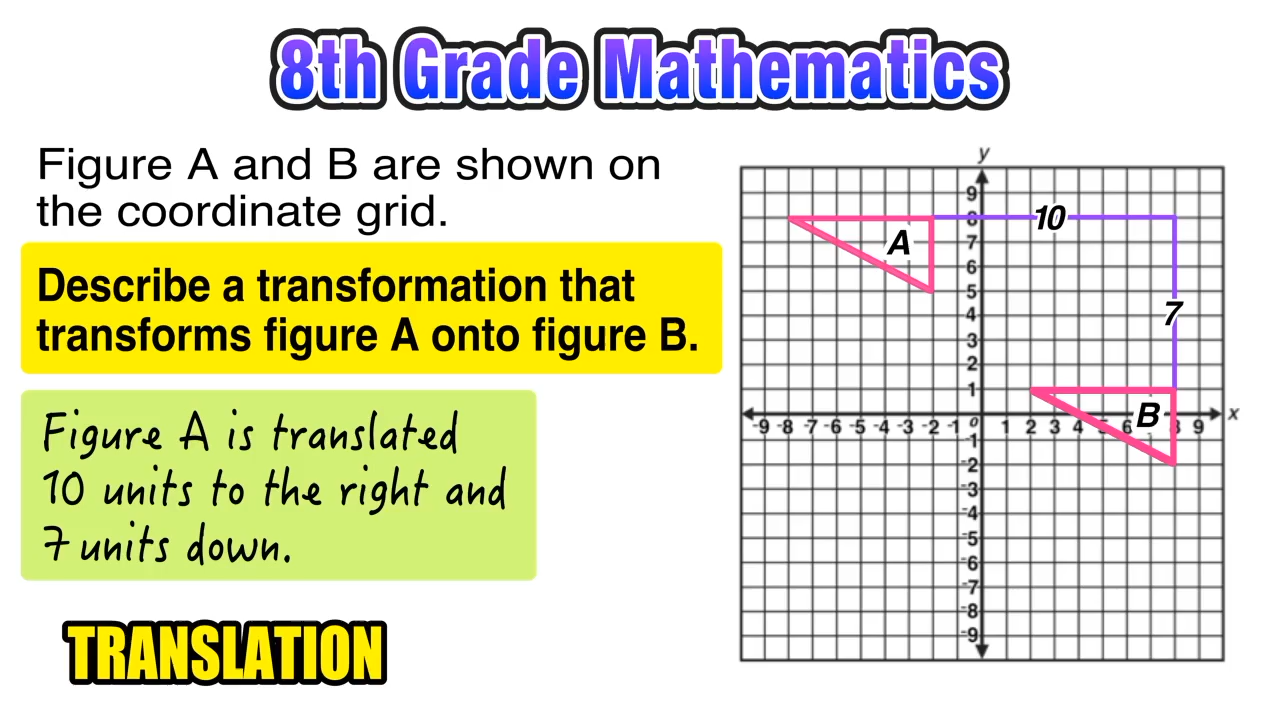 8th Grade Mathematics
Figure A and B are shown on
the coordinate grid.
Describe a transformation that
transforms figure A onto figure B.
Figure A is translated
10 units to the right and
7 units down.
TRANSLATION
y
9
8
7
6
5
4
3
2
1
A
10
7
B
x
-9 -8 -7 -6 -5 -4 -3 -2 -1 0 1 2 3 4 5 6 8 9
-1
-2
-3
-4
-5
-6
-7
-8
-9